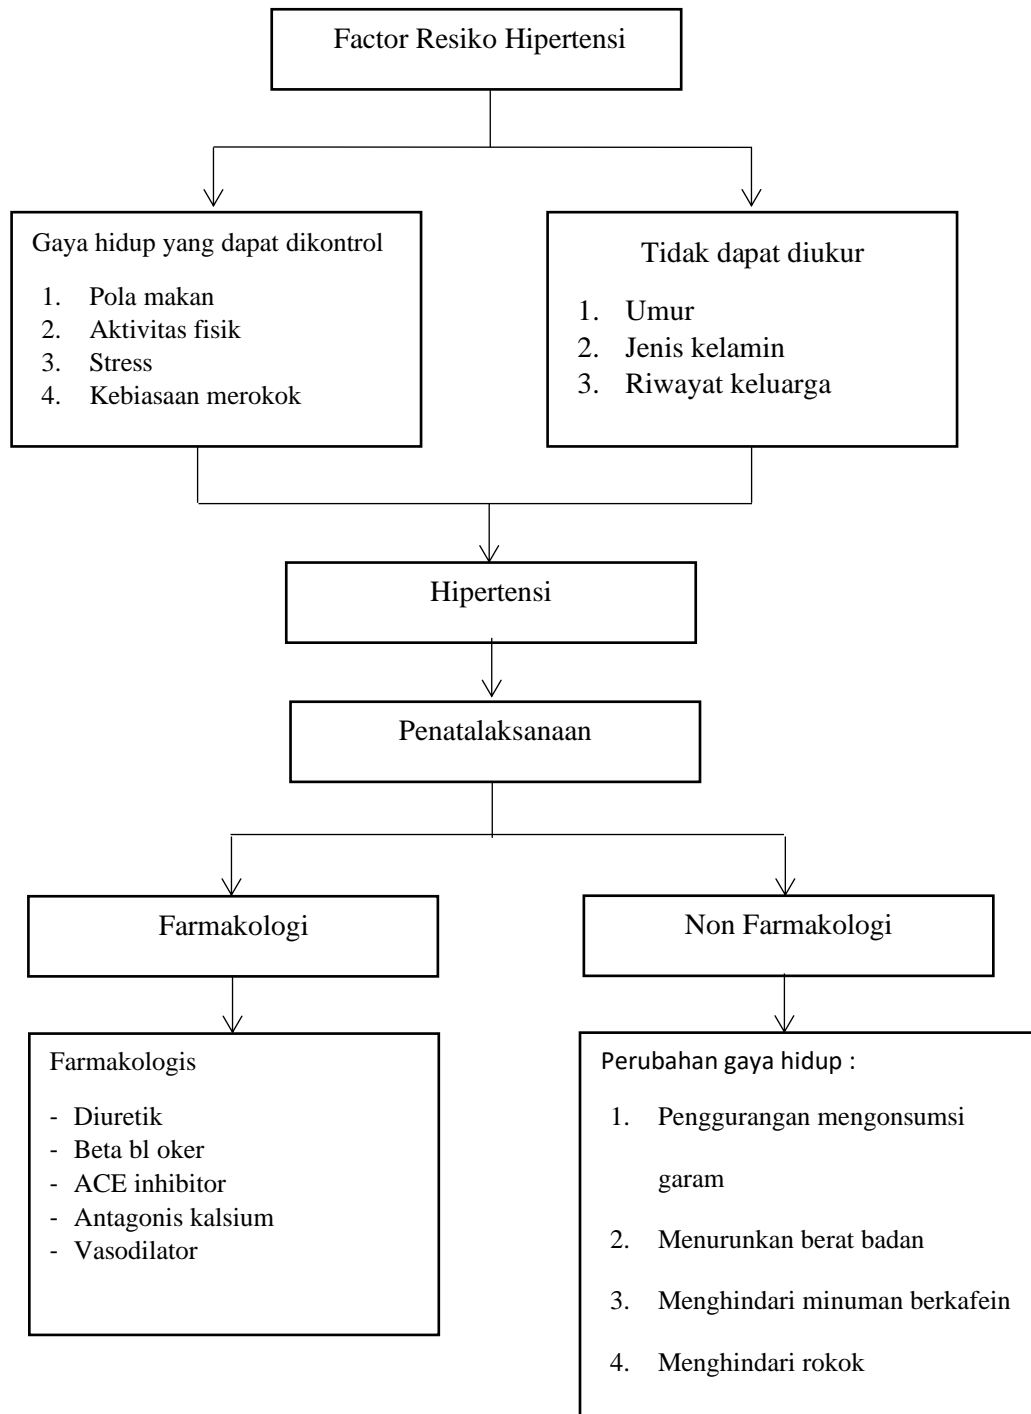 Factor Resiko Hipertensi
Gaya hidup yang dapat dikontrol
1. Pola makan
2. Aktivitas fisik
3. Stress
4. Kebiasaan merokok
Tidak dapat diukur
1. Umur
2. Jenis kelamin
3. Riwayat keluarga
Hipertensi
Penatalaksanaan
Farmakologi
Non Farmakologi
Farmakologis
- Diuretik
- Beta bl oker
- ACE inhibitor
- Antagonis kalsium
- Vasodilator
Perubahan gaya hidup :
1. Penggurangan mengonsumsi
garam
2. Menurunkan berat badan
3. Menghindari minuman berkafein
4. Menghindari rokok